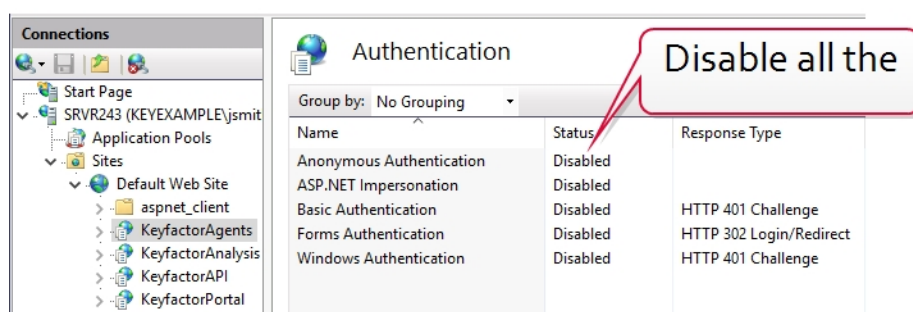 Connections
Start Page
SRVR243 (KEYEXAMPLE\jsmit
Application Pools
Sites
Default Web Site
aspnet_client
KeyfactorAgents
KeyfactorAnalysis
KeyfactorAPI
KeyfactorPortal
Authentication
Group by: No Grouping
Name Status Response Type
Anonymous Authentication Disabled
ASP.NET Impersonation Disabled
Basic Authentication Disabled HTTP 401 Challenge
Forms Authentication Disabled HTTP 302 Login/Redirect
Windows Authentication Disabled HTTP 401 Challenge
Disable all the